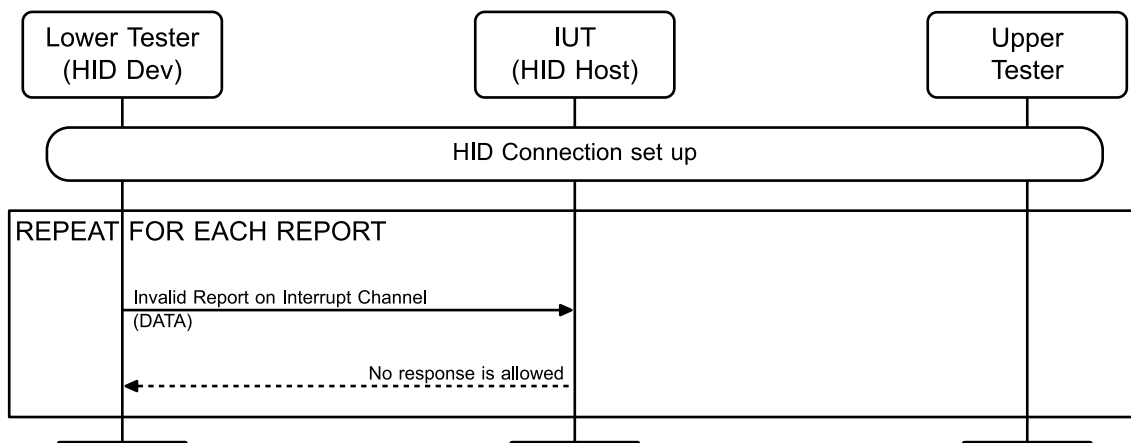 Lower Tester
(HID Dev)
IUT
(HID Host)
Upper
Tester
HID Connection set up
REPEAT FOR EACH REPORT
Invalid Report on Interrupt Channel
(DATA)
No response is allowed